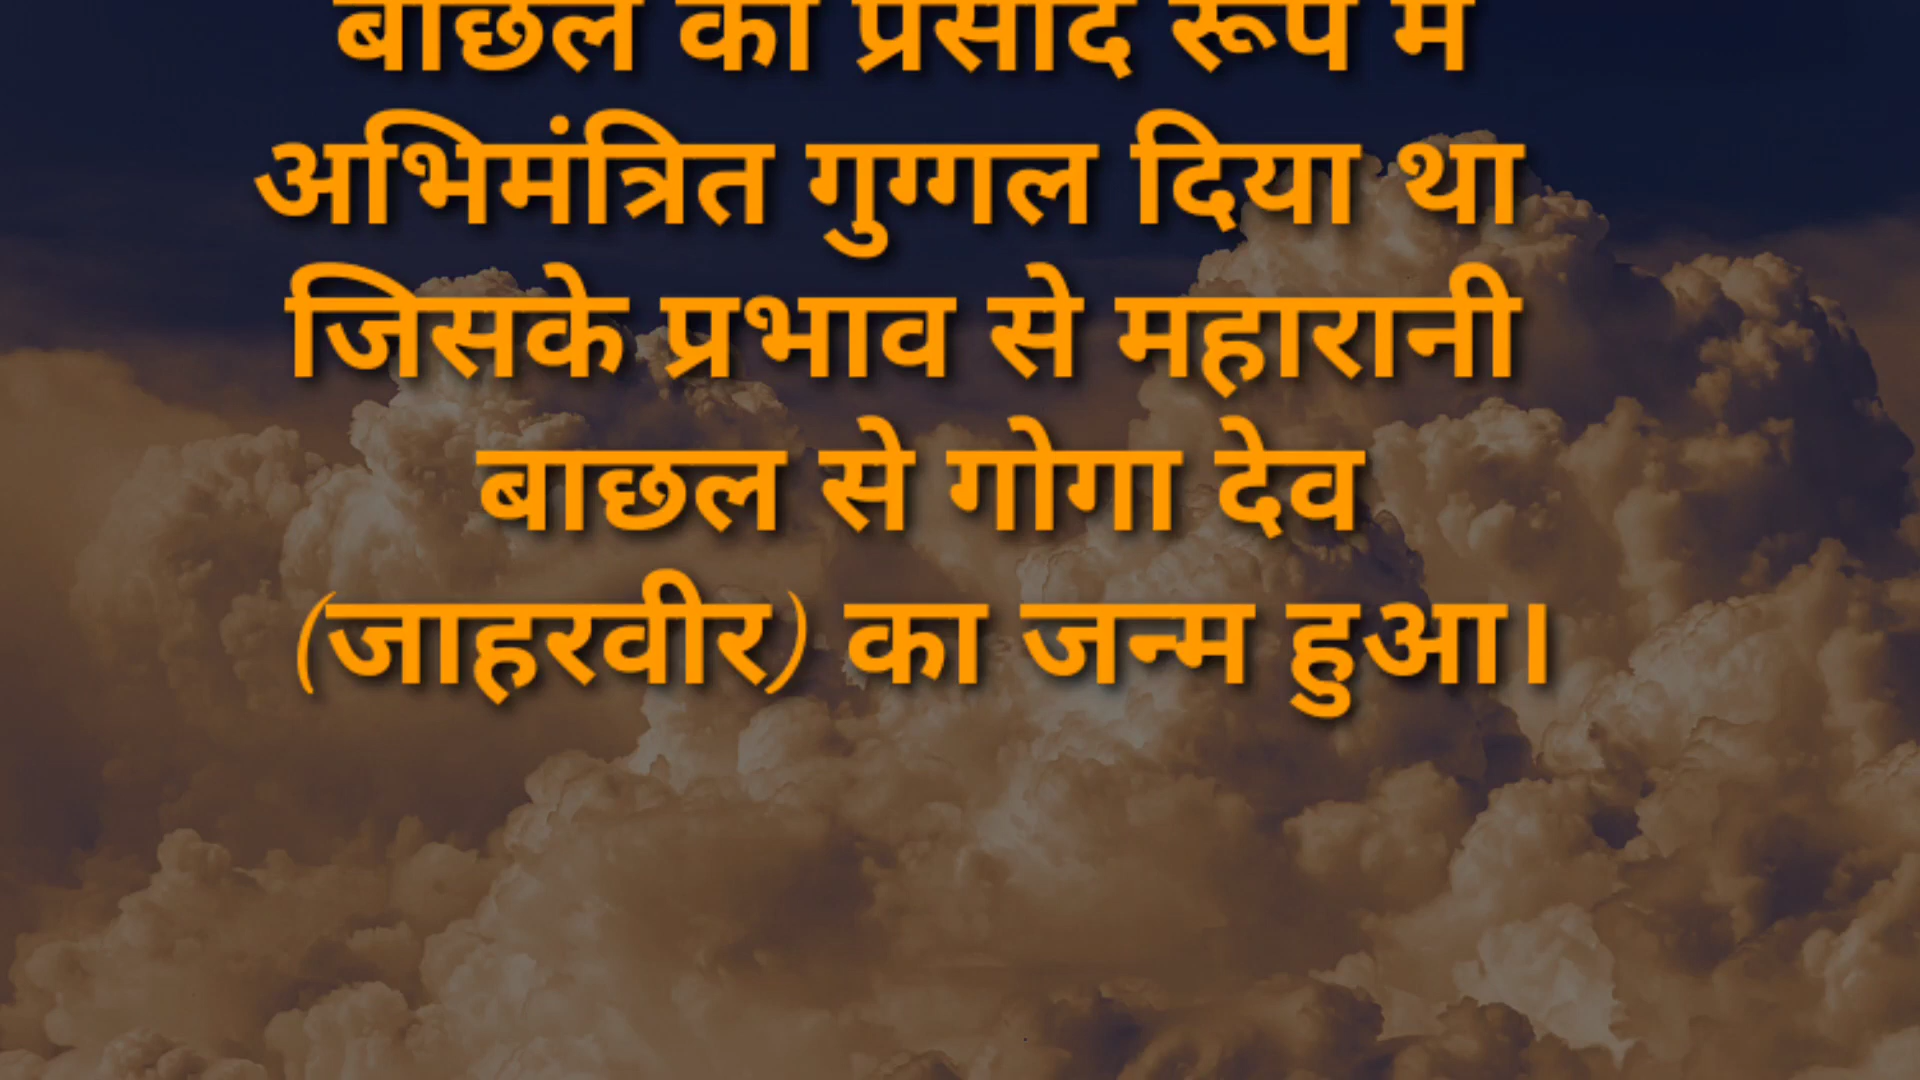 बाछल को प्रसाद रूप में
अभिमंत्रित गुग्गल दिया था
जिसके प्रभाव से महारानी
बाछल से गोगा देव
(जाहरवीर) का जन्म हुआ।